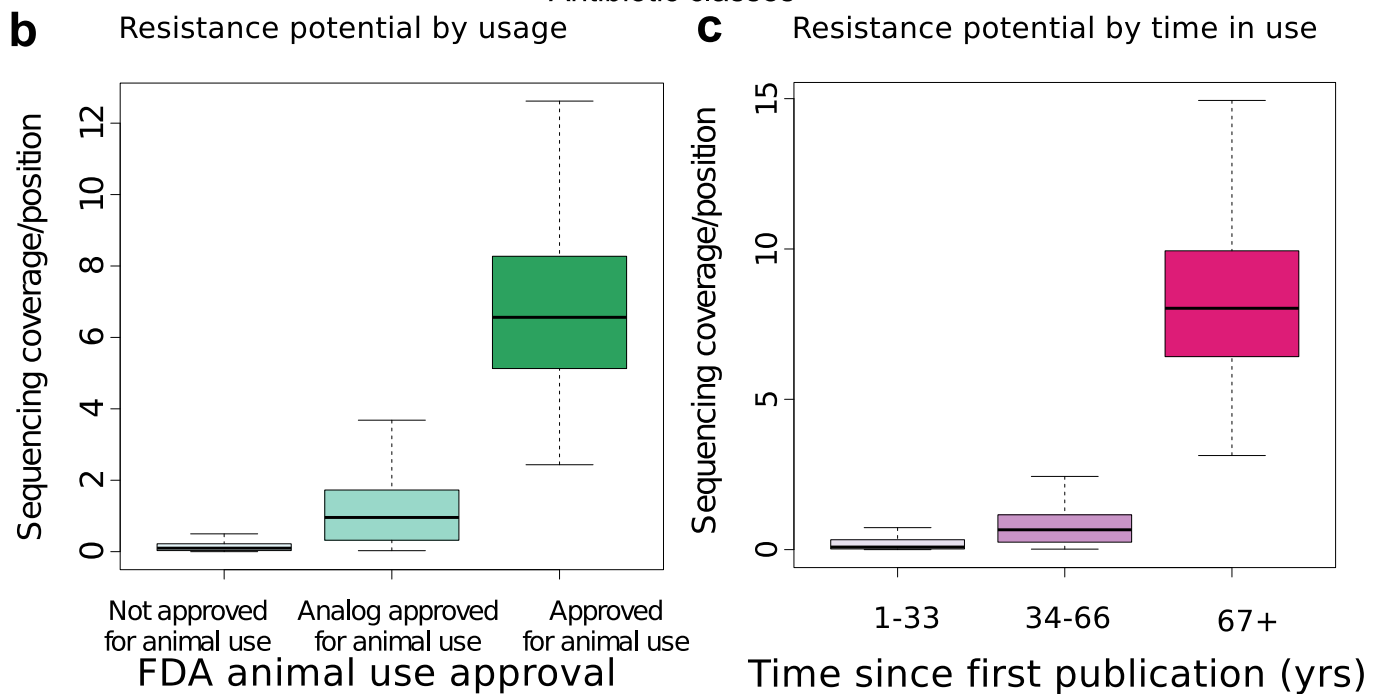 Antibiotic classes
b
Resistance potential by usage
Sequencing coverage/position
12
10
8
6
4
2
0
Not approved for animal use
Analog approved for animal use
Approved for animal use
FDA animal use approval
c
Resistance potential by time in use
Sequencing coverage/position
15
10
5
0
1-33
34-66
67+
Time since first publication (yrs)